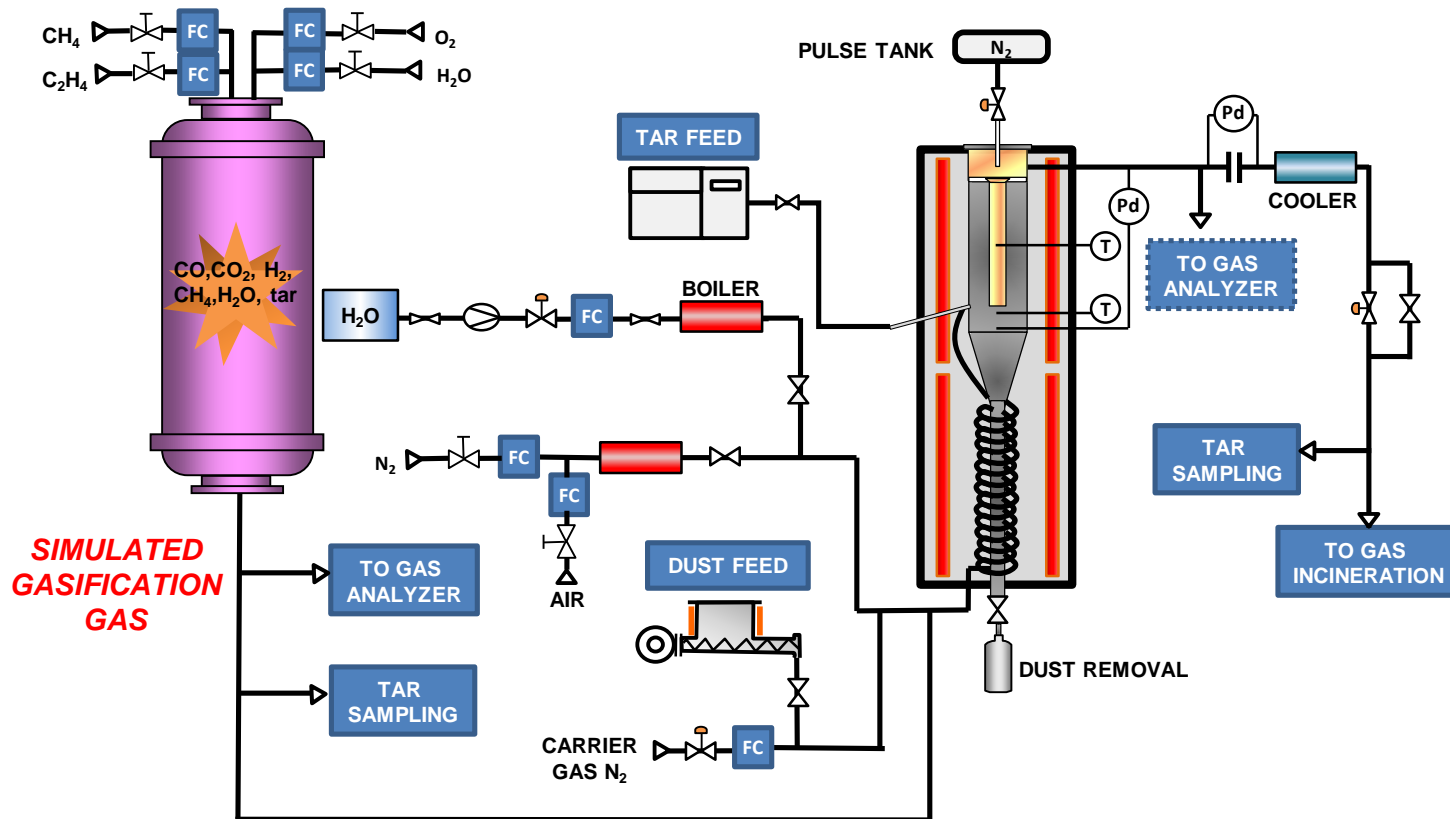 CH₄
FC
FC
O₂
C₂H₄
FC
FC
H₂O
CO,CO₂, H₂,
CH₄,H₂O, tar
SIMULATED
GASIFICATION
GAS
TO GAS
ANALYZER
TAR
SAMPLING
TAR FEED
H₂O
FC
BOILER
N₂
FC
FC
AIR
DUST FEED
CARRIER
GAS N₂
FC
PULSE TANK
N₂
Pd
Pd
T
T
COOLER
TO GAS
ANALYZER
TAR
SAMPLING
TO GAS
INCINERATION
DUST REMOVAL